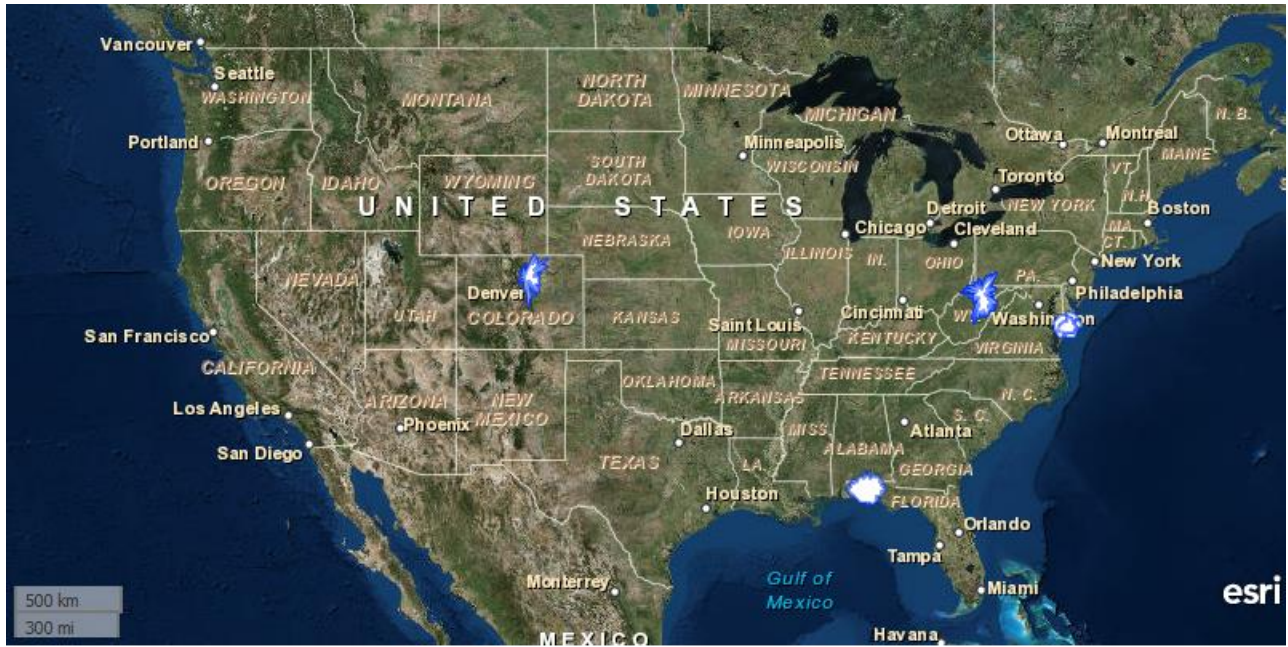 Vancouver
Seattle
WASHINGTON
MONTANA
NORTH
DAKOTA
MINNESOTA
MICHIGAN
Ottawa
Montréal
N. B.
MAINE
Portland
Minneapolis
WISCONSIN
VT.
OREGON
IDAHO
WYOMING
SOUTH
DAKOTA
Toronto
N.H.
UNITED STATES
NEW YORK
Boston
MA.
CT.
Detroit
Chicago
Cleveland
NEBRASKA
IOWA
ILLINOIS
IN.
OHIO
PA.
New York
NEVADA
UTAH
Denver
COLORADO
KANSAS
Philadelphia
Cincinnati
Washington
Saint Louis
MISSOURI
KENTUCKY
VIRGINIA
San Francisco
CALIFORNIA
TENNESSEE
OKLAHOMA
ARKANSAS
N. C.
S. C.
Los Angeles
ARIZONA
NEW
MEXICO
Phoenix
San Diego
Dallas
MISS.
ALABAMA
Atlanta
GEORGIA
TEXAS
LA.
Houston
FLORIDA
Orlando
Tampa
Miami
Monterrey
Gulf of
Mexico
500 km
300 mi
esri
MEXICO
Havana